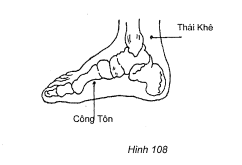 Thái Khê
Công Tôn
Hình 108